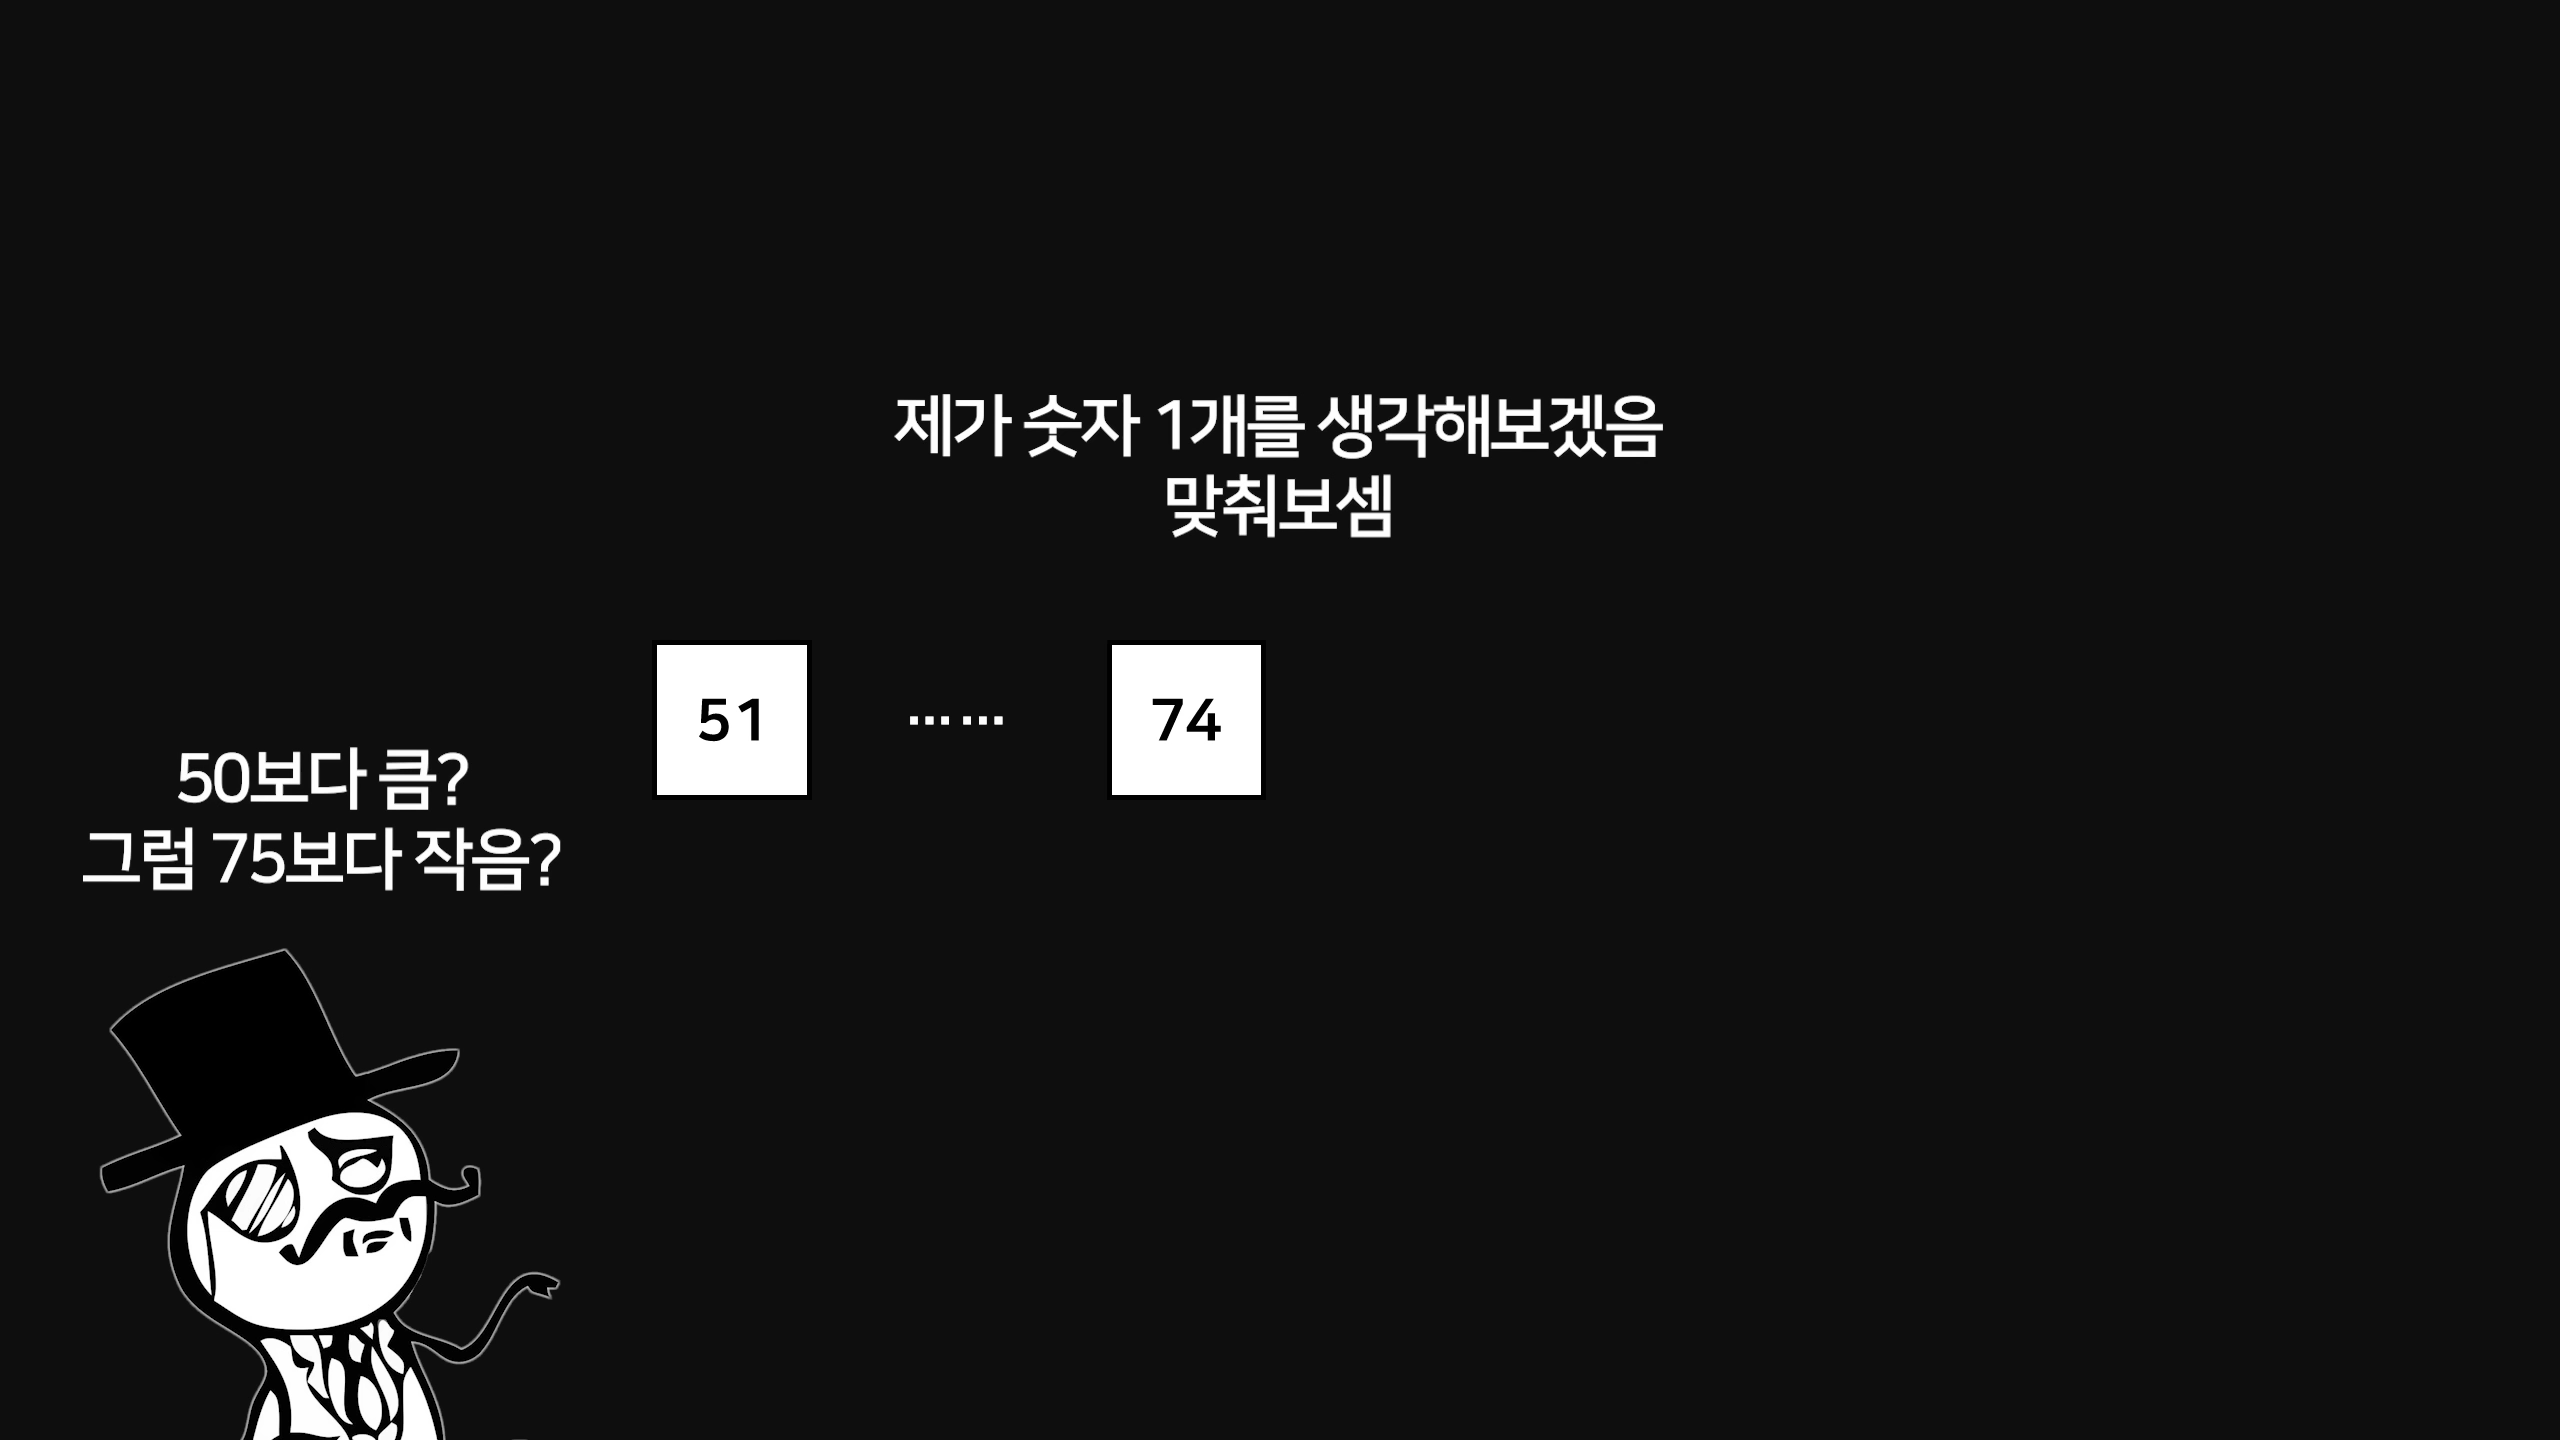 제가 숫자 1개를 생각해보겠음
맞춰보셈
51 ...... 74
50보다 큼?
그럼 75보다 작음?